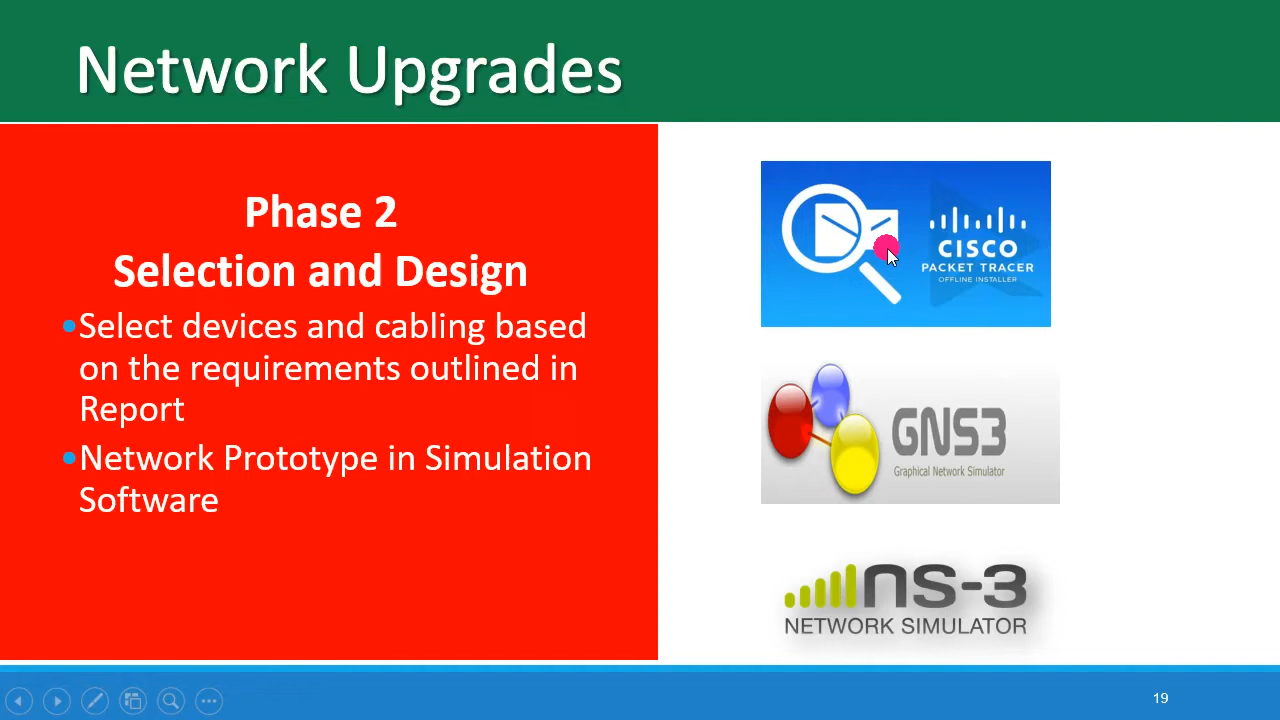 Network Upgrades
Phase 2
Selection and Design
•Select devices and cabling based
on the requirements outlined in
Report
•Network Prototype in Simulation
Software
CISCO
PACKET TRACER
OFFLINE INSTALLER
GNS3
Graphical Network Simulator
ns-3
NETWORK SIMULATOR
19